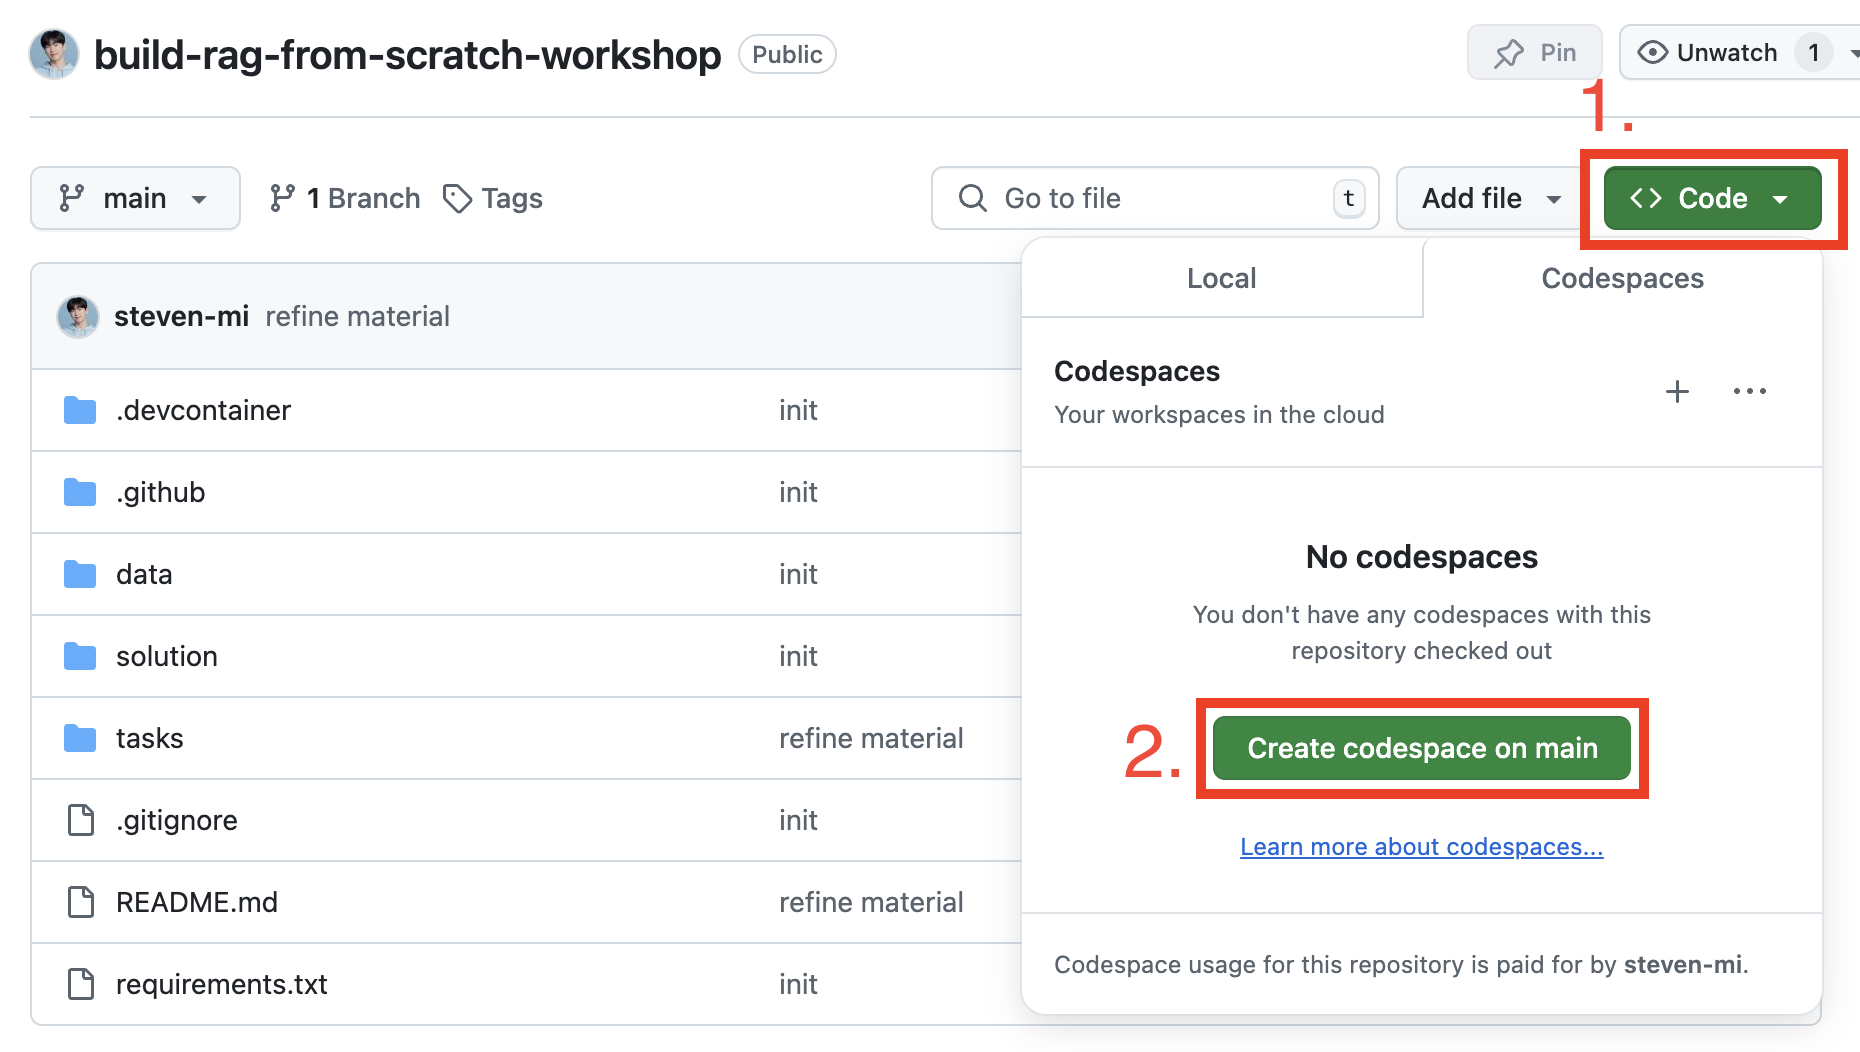 build-rag-from-scratch-workshop Public Pin Unwatch 1
1.
main 1 Branch Tags Go to file t Add file <> Code
Local Codespaces
steven-mi refine material
Codespaces
Your workspaces in the cloud
.devcontainer init
.github init
data init
solution init
tasks refine material
.gitignore init
README.md refine material
requirements.txt init
No codespaces
You don't have any codespaces with this
repository checked out
2. Create codespace on main
Learn more about codespaces...
Codespace usage for this repository is paid for by steven-mi.